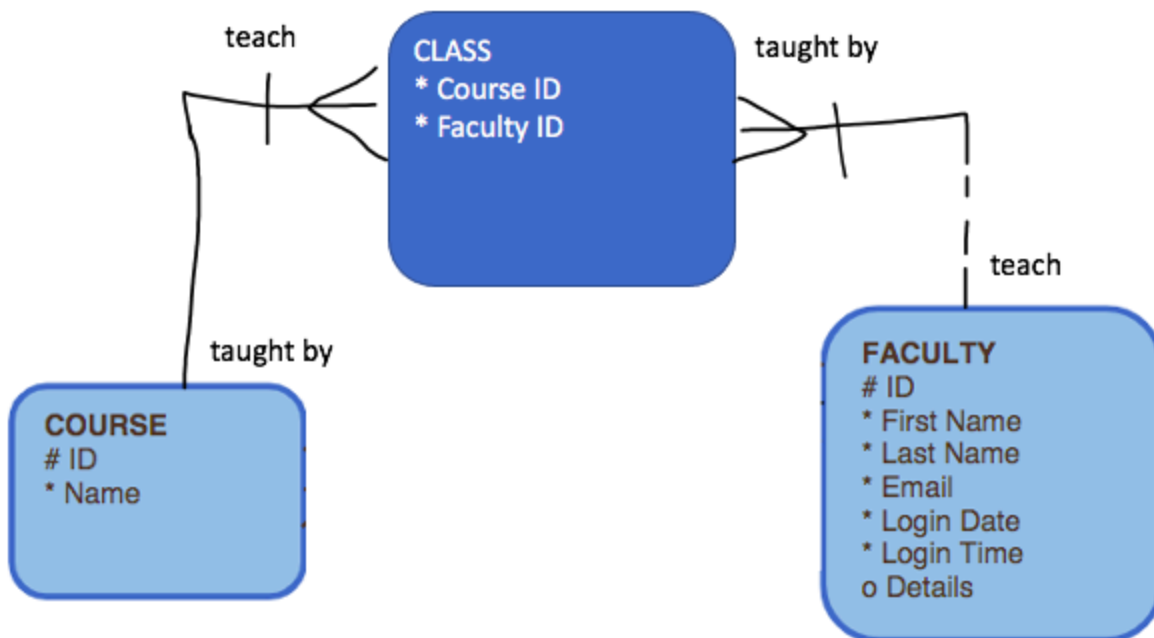 teach
CLASS
* Course ID
* Faculty ID
taught by
teach
taught by
COURSE
# ID
* Name
FACULTY
# ID
* First Name
* Last Name
* Email
* Login Date
* Login Time
o Details